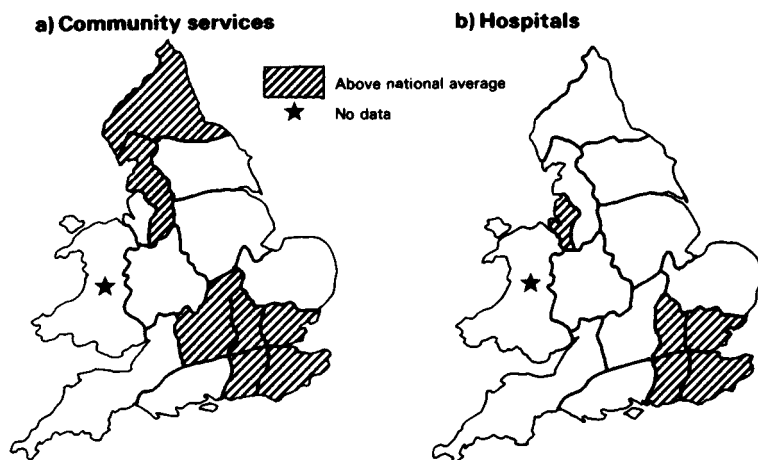 a) Community services
b) Hospitals
Above national average
No data